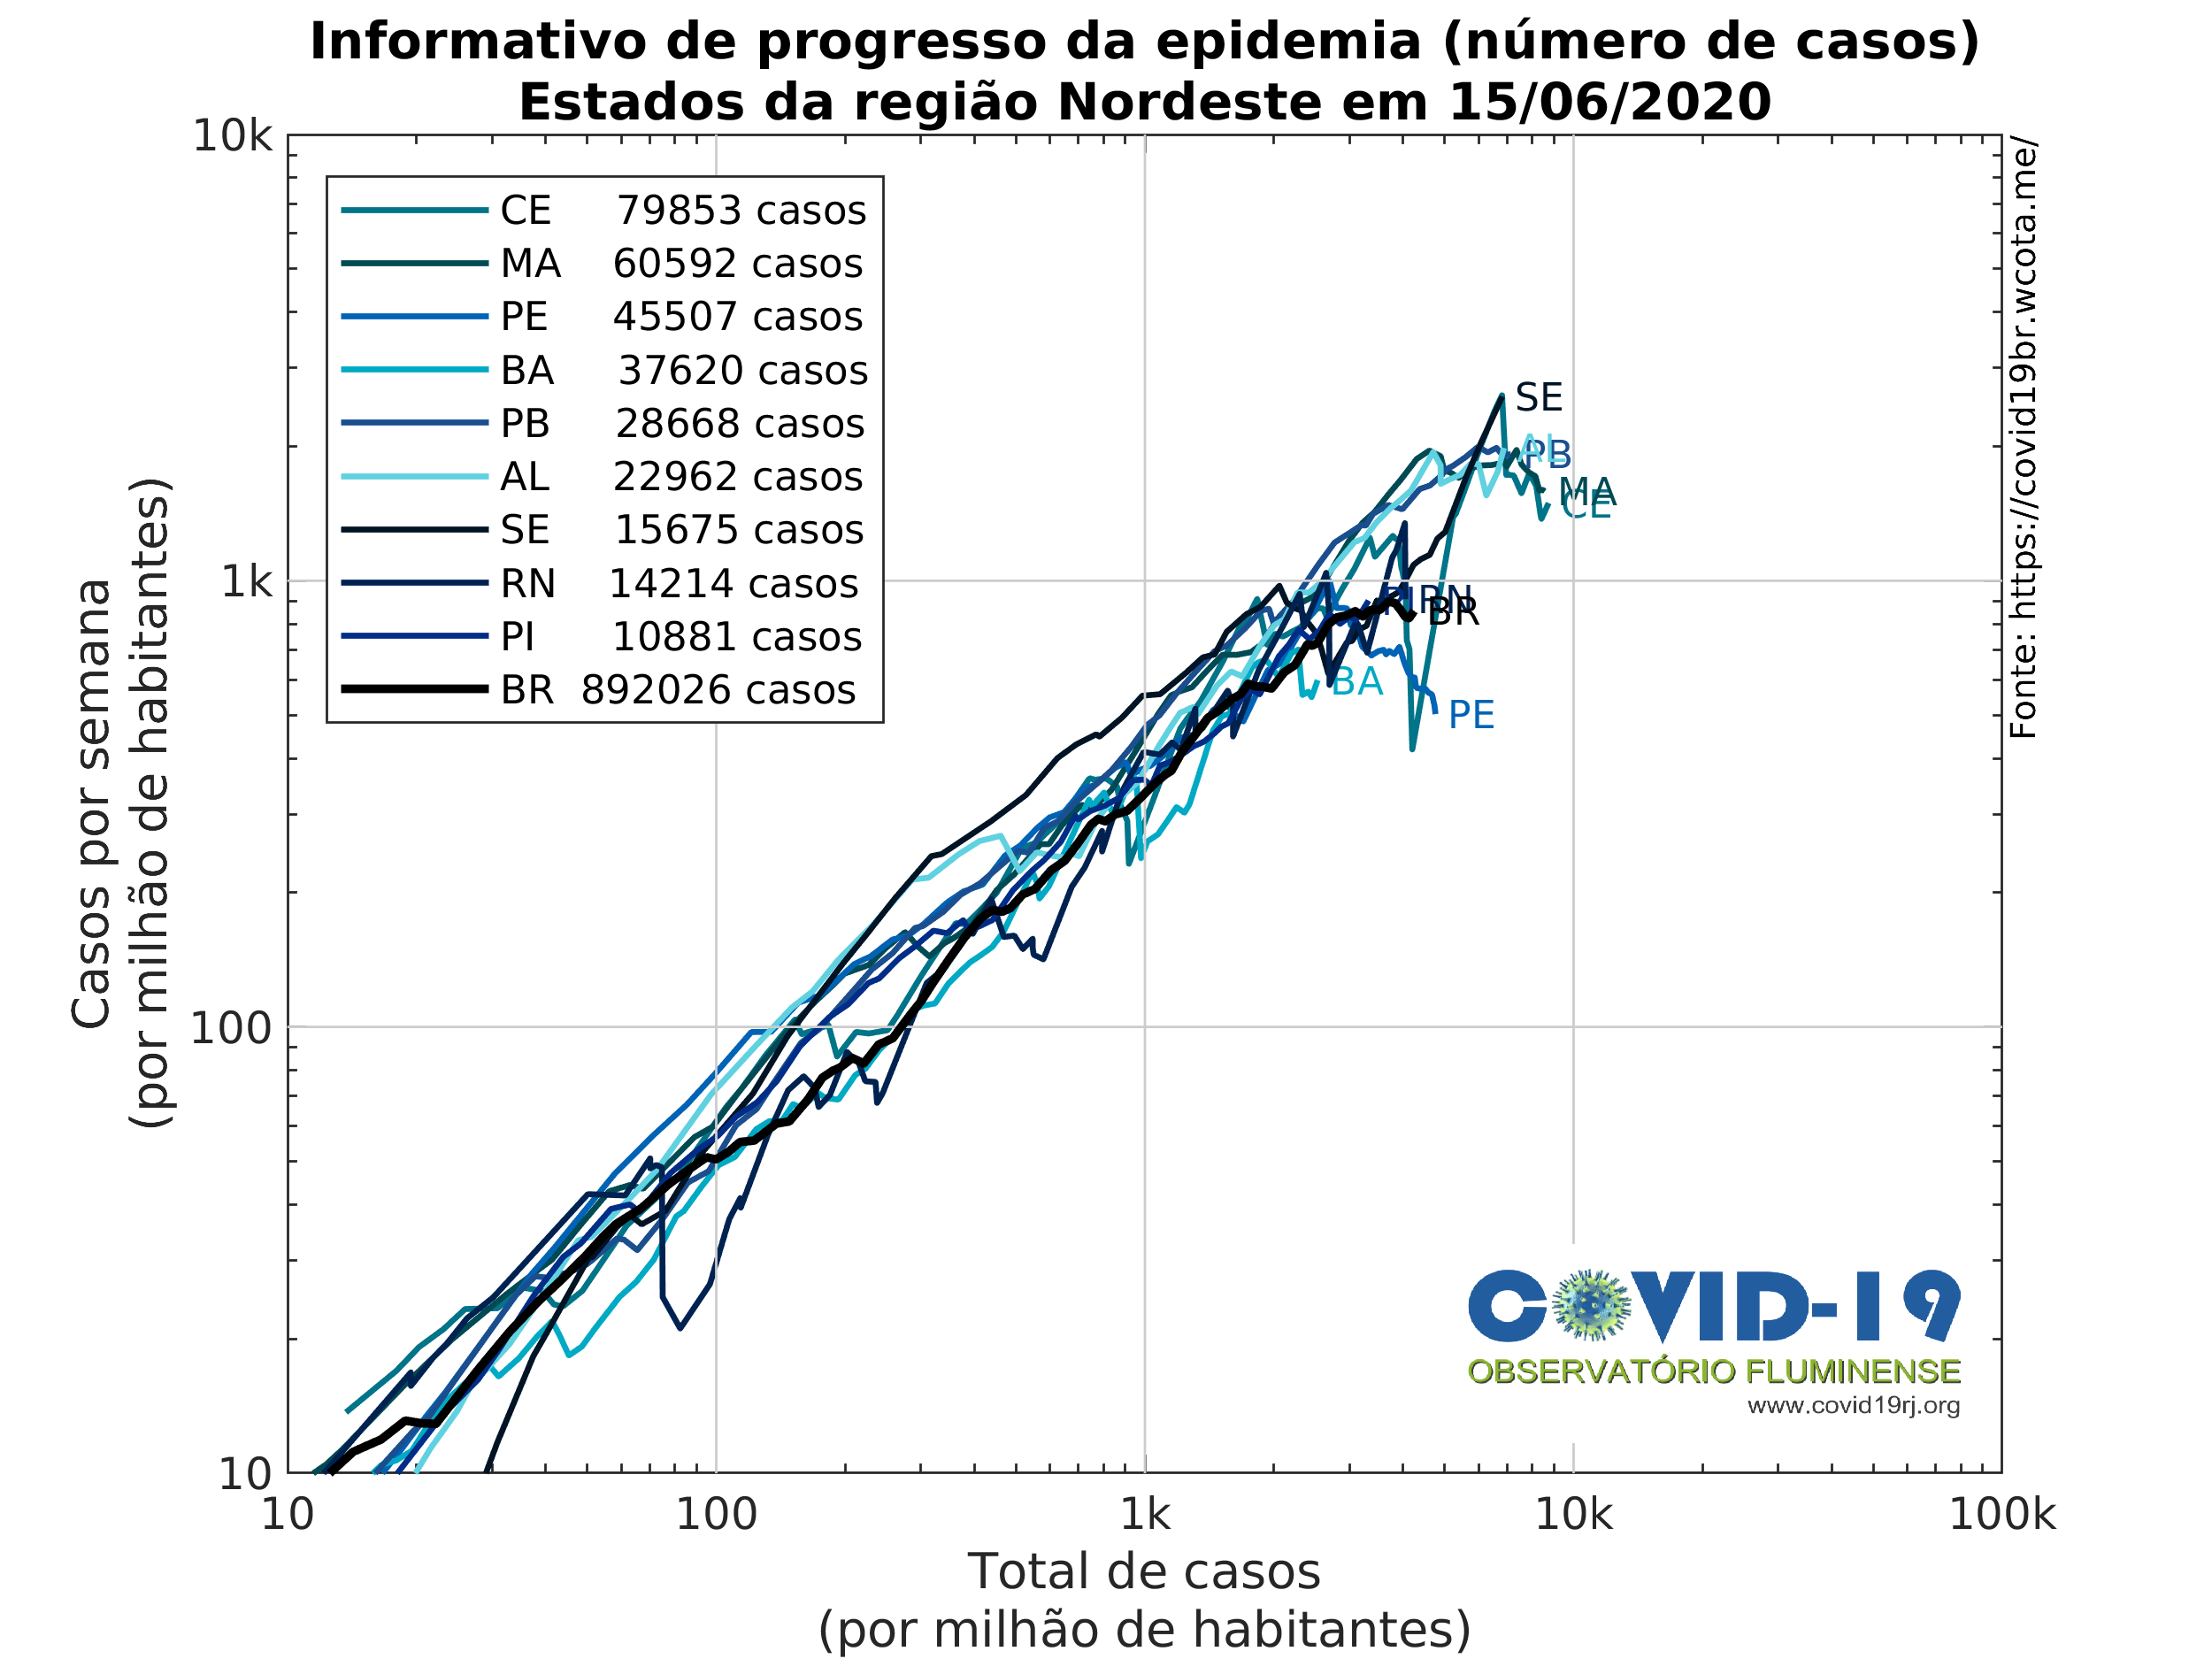 Informativo de progresso da epidemia (número de casos)
Estados da região Nordeste em 15/06/2020
10k
1k
100
10
Casos por semana
(por milhão de habitantes)
CE 79853 casos
MA 60592 casos
PE 45507 casos
BA 37620 casos
PB 28668 casos
AL 22962 casos
SE 15675 casos
RN 14214 casos
PI 10881 casos
BR 892026 casos
SE
AL
PB
MA
CE
PI
RN
BR
BA
PE
Fonte: https://covid19br.wcota.me/
COVID-19
OBSERVATÓRIO FLUMINENSE
www.covid19rj.org
10
100
1k
10k
100k
Total de casos
(por milhão de habitantes)